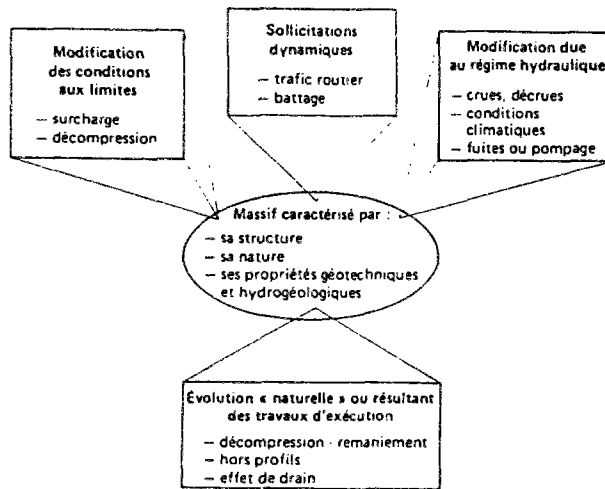 Modification
des conditions
aux limites
– surcharge
– décompression
Sollicitations
dynamiques
– trafic routier
– battage
Modification due
au régime hydraulique
– crues, décrues
– conditions
climatiques
– fuites ou pompage
Massif caractérisé par :
– sa structure
– sa nature
– ses propriétés géotechniques
et hydrogéologiques
Évolution « naturelle » ou résultant
des travaux d'exécution
– décompression - remaniement
– hors profils
– effet de drain